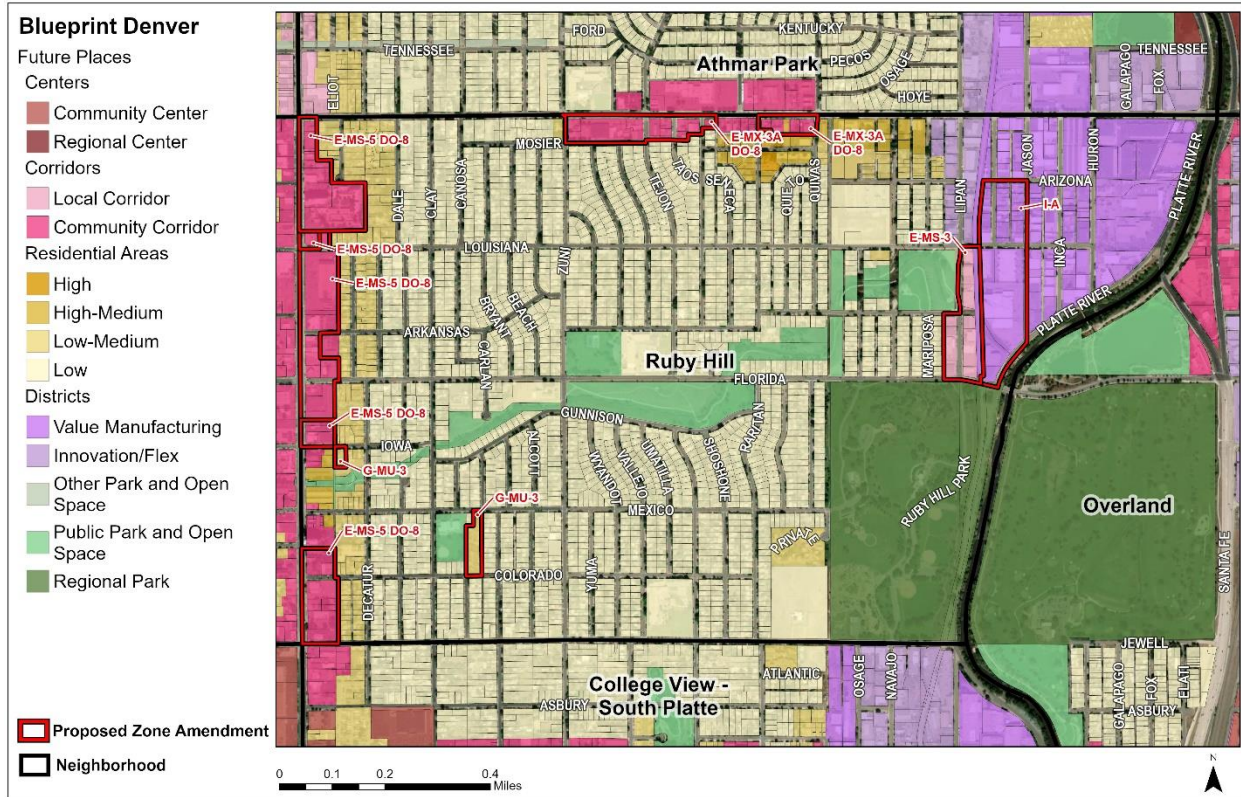 Blueprint Denver
Future Places
Centers
Community Center
Regional Center
Corridors
Local Corridor
Community Corridor
Residential Areas
High
High-Medium
Low-Medium
Low
Districts
Value Manufacturing
Innovation/Flex
Other Park and Open
Space
Public Park and Open
Space
Regional Park
Proposed Zone Amendment
Neighborhood
TENNESSEE
FORD
KENTUCKY
PECOS
OSAGE
HOYE
Athmar Park
GALAPAGO
FOX
TENNESSEE
ELIOT
E-MS-5 DO-8
MOSIER
E-MX-3A
DO-8
E-MX-3A
DO-8
JASON
HURON
PLATTE RIVER
DALE
CLAY
CANOSA
TAOS
SENECA
TEJON
QUIETO
QUIVAS
LIPAN
ARIZONA
I-A
E-MS-5 DO-8
LOUISIANA
ZUNI
E-MS-3
INCA
E-MS-5 DO-8
ARKANSAS
BRYANT
BEACH
CARLAN
MARIPOSA
PLATTE RIVER
Ruby Hill
FLORIDA
E-MS-5 DO-8
IOWA
GUNNISON
ALCOTT
RARITAN
G-MU-3
WYANDOT
VALLEJO
UMATILLA
SHOSHONE
G-MU-3
MEXICO
RUBY HILL PARK
Overland
E-MS-5 DO-8
PRIVATE
DECATUR
COLORADO
YUMA
SANTA FE
College View -
South Platte
ATLANTIC
OSAGE
NAVAJO
JEWELL
GALAPAGO
FOX
ELATI
ASBURY
ASBURY
0 0.2 0.4
Miles
N